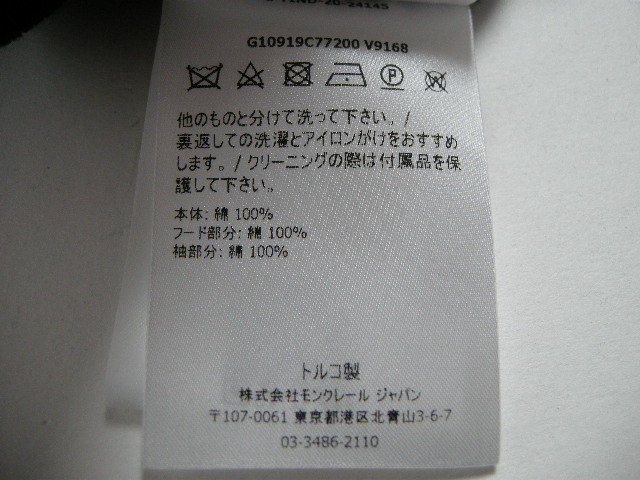 G10919C77200 V9168
P
W
他のものと分けて洗って下さい。/
裏返しての洗濯とアイロンがけをおすすめ
します。/ クリーニングの際は付属品を保
護して下さい。
本体: 綿 100%
フード部分: 綿 100%
袖部分: 綿 100%
トルコ製
株式会社モンクレール ジャパン
〒107-0061 東京都港区北青山3-6-7
03-3486-2110